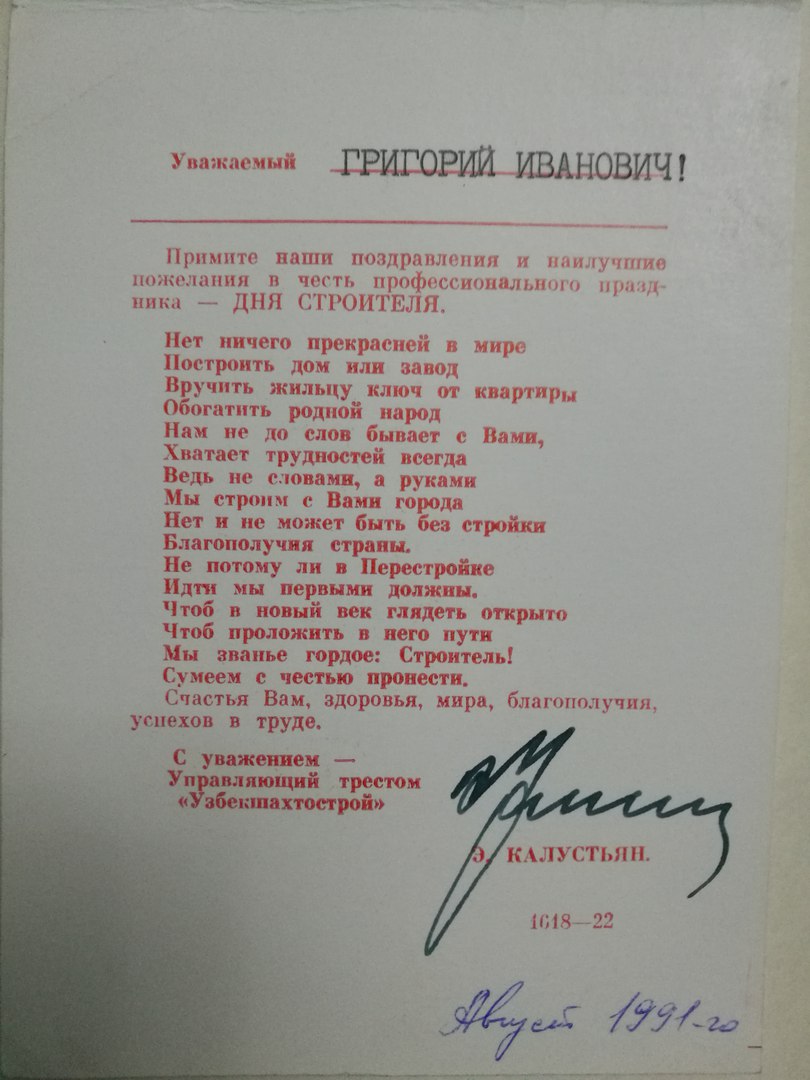 Уважаемый ГРИГОРИЙ ИВАНОВИЧ!
Примите наши поздравления и наилучшие
пожелания в честь профессионального празд-
ника — ДНЯ СТРОИТЕЛЯ.
Нет ничего прекрасней в мире
Построить дом или завод
Вручить жильцу ключ от квартиры
Обогатить родной народ
Нам не до слов бывает с Вами,
Хватает трудностей всегда
Ведь не словами, а руками
Мы строим с Вами города
Нет и не может быть без стройки
Благополучия страны.
Не потому ли в Перестройке
Идти мы первыми должны.
Чтоб в новый век глядеть открыто
Чтоб проложить в него пути
Мы званье гордое: Строитель!
Сумеем с честью пронести.
Счастья Вам, здоровья, мира, благополучия,
успехов в труде.
С уважением —
Управляющий трестом
«Узбекшахтострой»
Э. КАЛУСТЬЯН.
1618—22
Август 1991-го